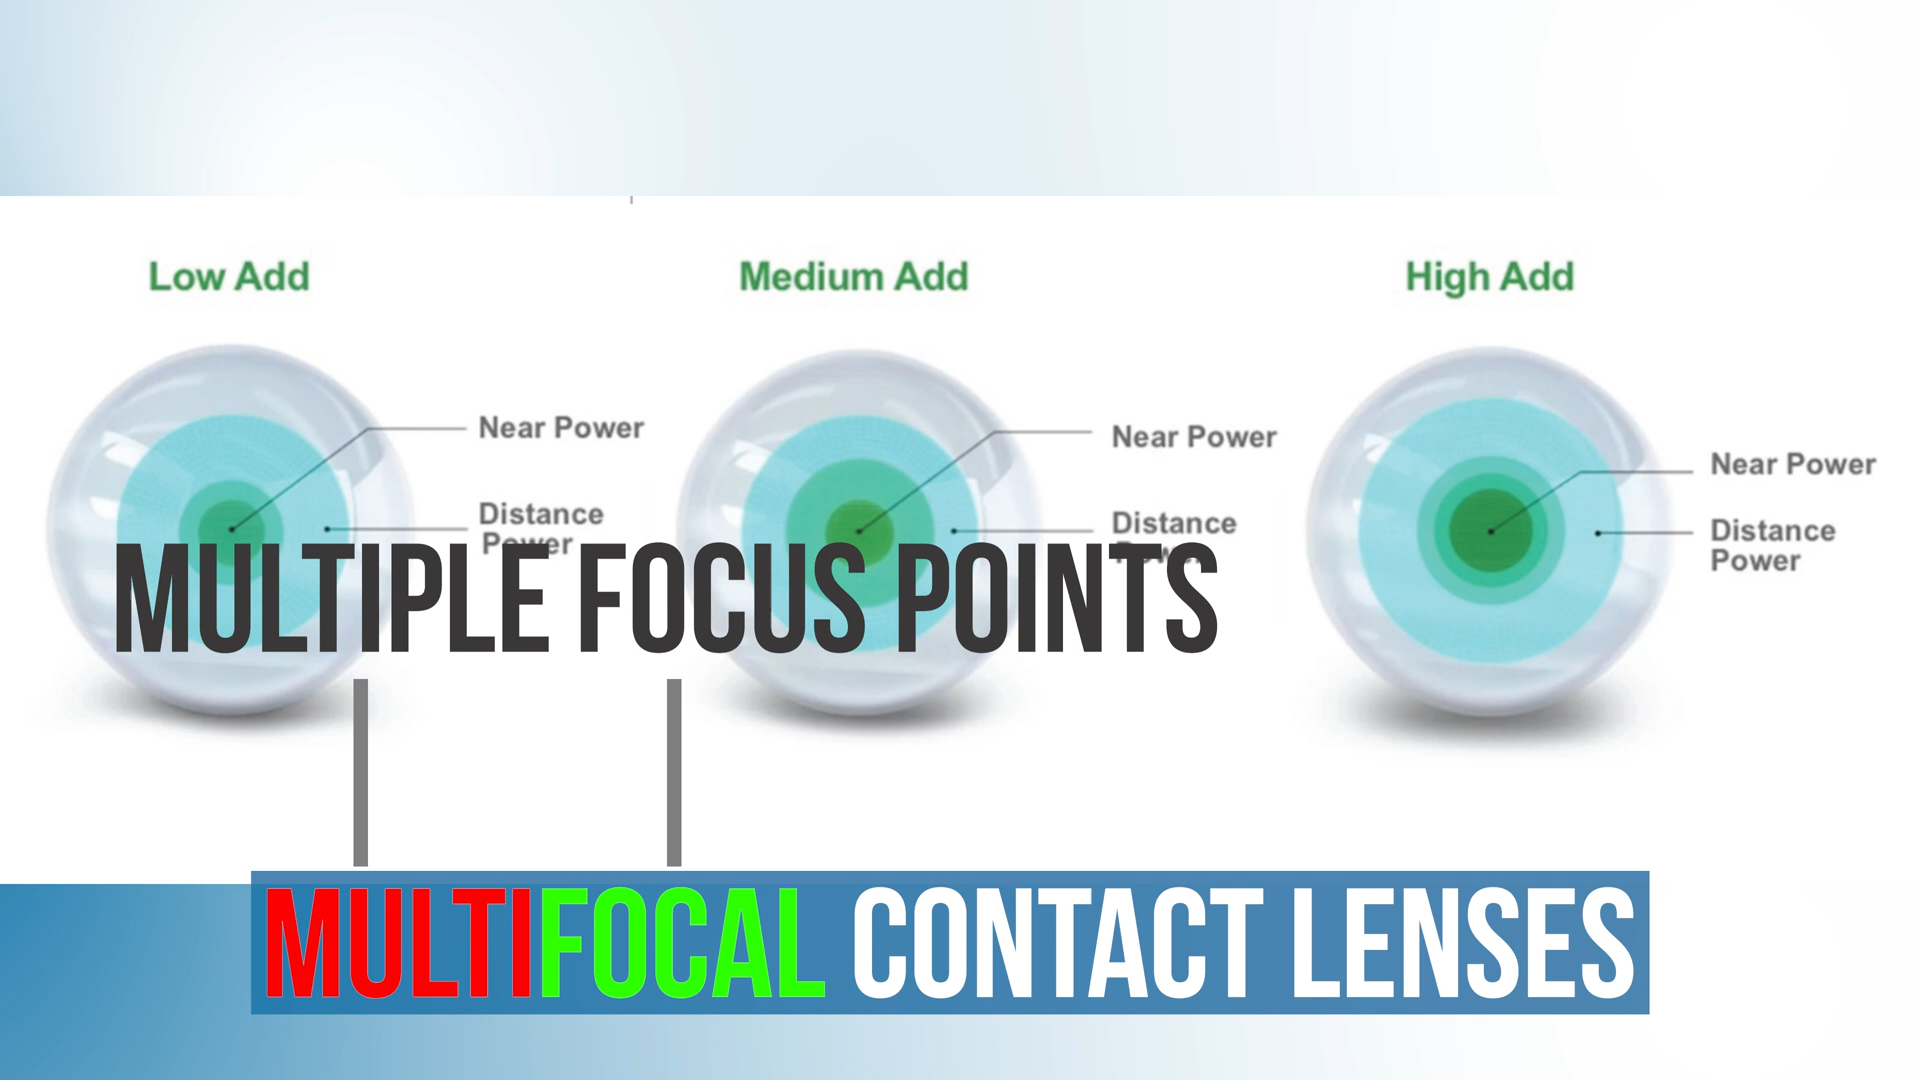 Low Add
Medium Add
High Add
Near Power
Distance
Power
Near Power
Distance
Near Power
Distance
Power
MULTIPLE FOCUS POINTS
MULTIFOCAL CONTACT LENSES